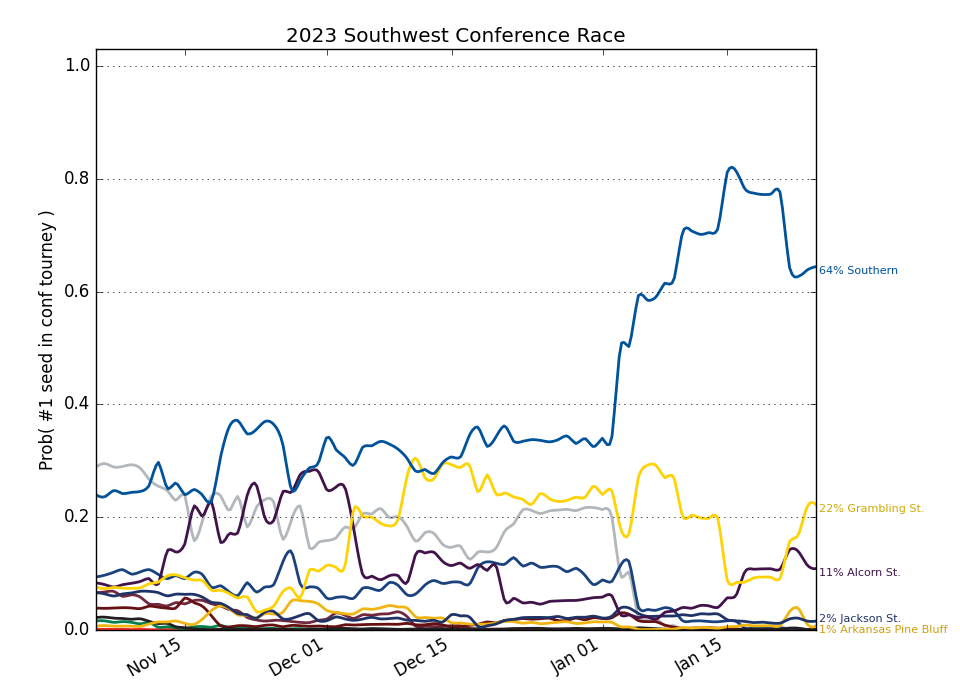 2023 Southwest Conference Race
Prob( #1 seed in conf tourney )
1.0
0.8
0.6
0.4
0.2
0.0
Nov 15
Dec 01
Dec 15
Jan 01
Jan 15
64% Southern
22% Grambling St.
11% Alcorn St.
2% Jackson St.
1% Arkansas Pine Bluff